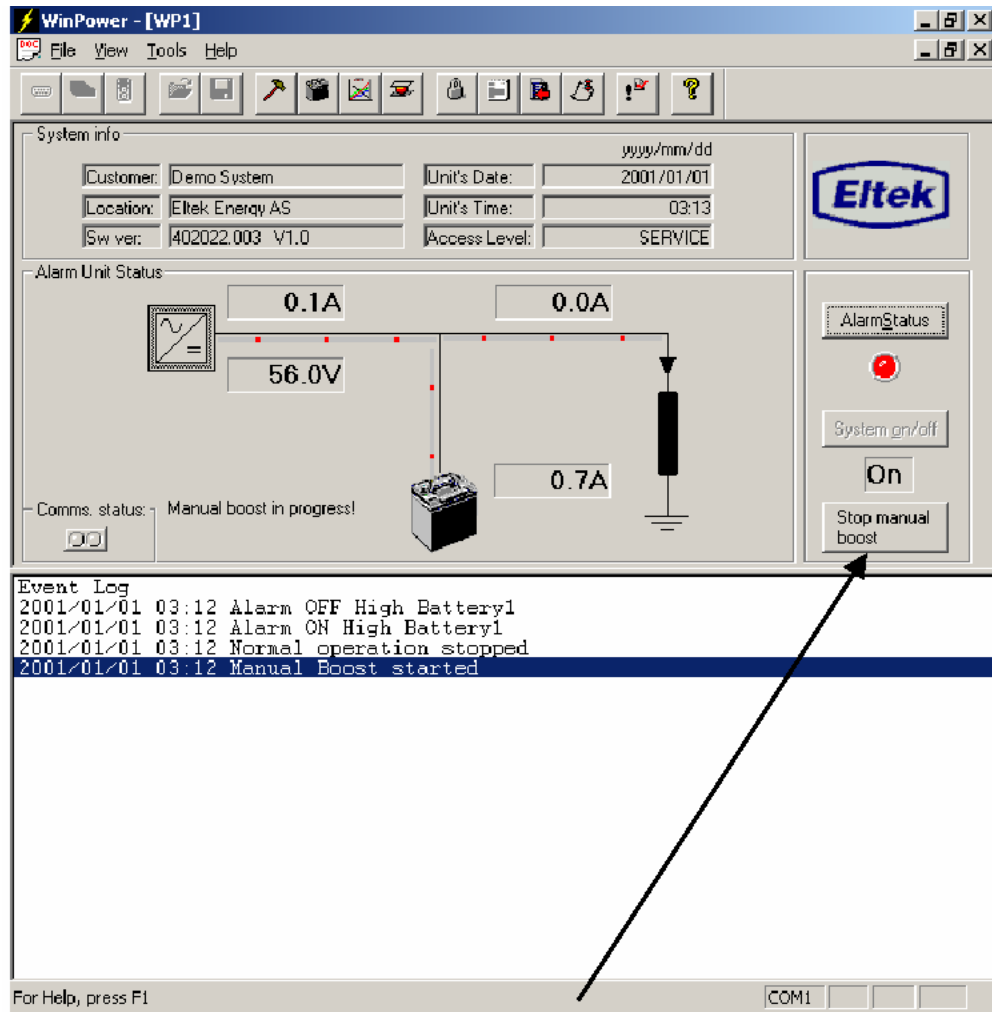 WinPower - [WP1]
File View Tools Help
System info
yyyy/mm/dd
Customer: Demo System Unit's Date: 2001/01/01
Location: Eltek Energy AS Unit's Time: 03:13
Sw ver: 402022.003 V1.0 Access Level: SERVICE
Eltek
Alarm Unit Status
0.1A 0.0A
AlarmStatus
56.0V
System on/off
0.7A On
Comms. status: Manual boost in progress!
Stop manual
boost
Event Log
2001/01/01 03:12 Alarm OFF High Battery1
2001/01/01 03:12 Alarm ON High Battery1
2001/01/01 03:12 Normal operation stopped
2001/01/01 03:12 Manual Boost started
For Help, press F1 COM1